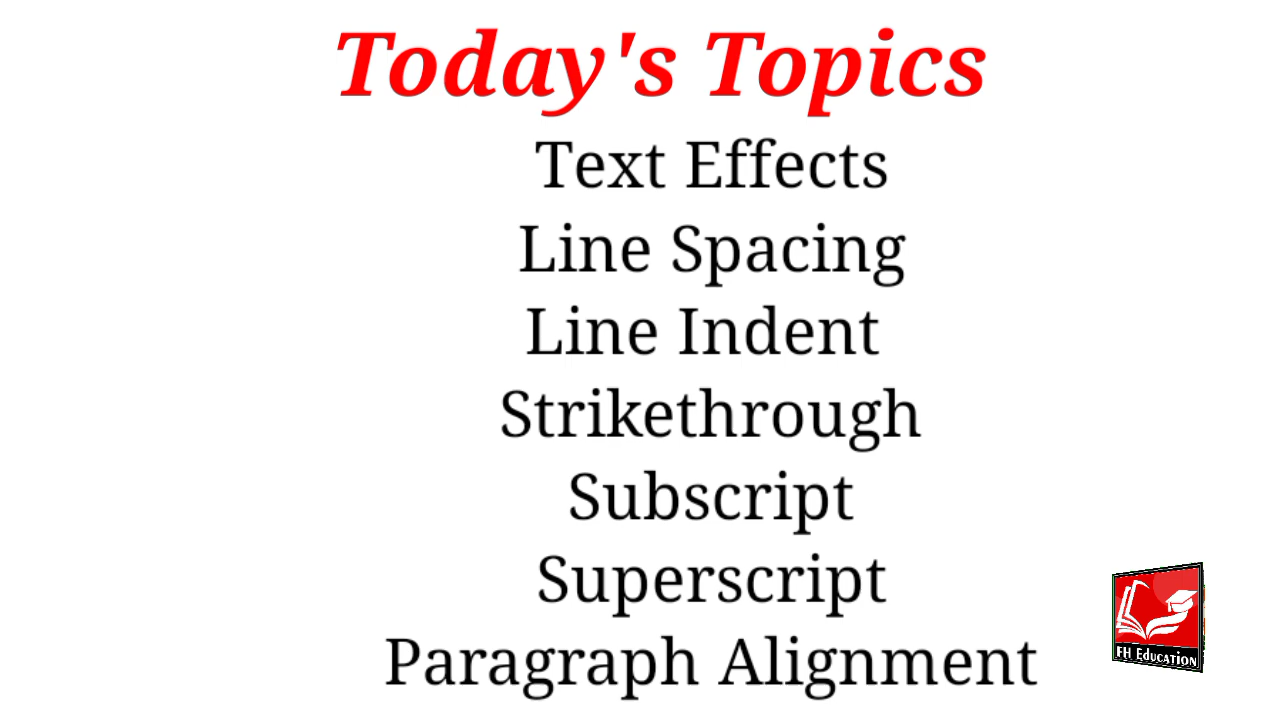 Today's Topics
Text Effects
Line Spacing
Line Indent
Strikethrough
Subscript
Superscript
Paragraph Alignment
FH Education